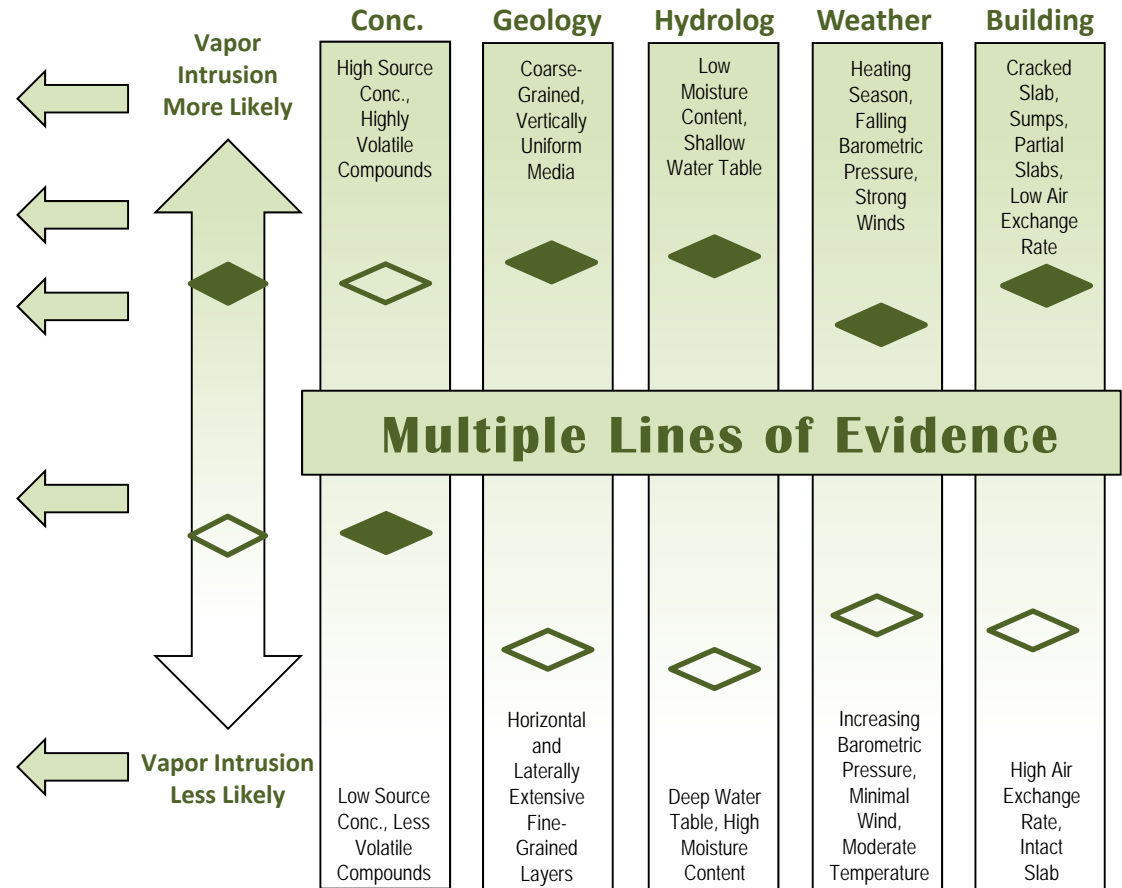 Conc.
Geology
Hydrolog
Weather
Building
Vapor
Intrusion
More Likely
High Source
Conc.,
Highly
Volatile
Compounds
Coarse-
Grained,
Vertically
Uniform
Media
Low
Moisture
Content,
Shallow
Water Table
Heating
Season,
Falling
Barometric
Pressure,
Strong
Winds
Cracked
Slab,
Sumps,
Partial
Slabs,
Low Air
Exchange
Rate
Multiple Lines of Evidence
Vapor Intrusion
Less Likely
Low Source
Conc., Less
Volatile
Compounds
Horizontal
and
Laterally
Extensive
Fine-
Grained
Layers
Deep Water
Table, High
Moisture
Content
Increasing
Barometric
Pressure,
Minimal
Wind,
Moderate
Temperature
High Air
Exchange
Rate,
Intact
Slab